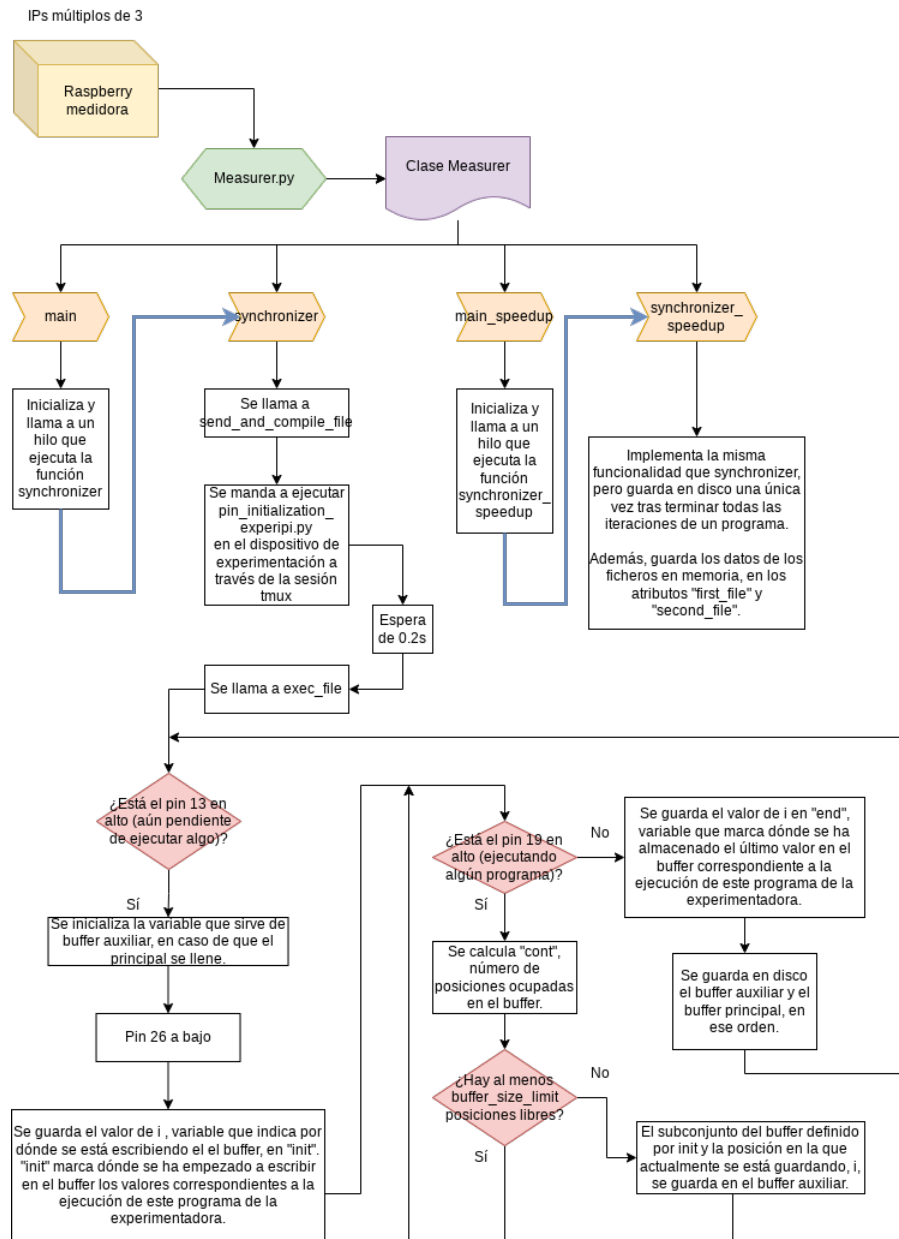 IPs múltiplos de 3
Raspberry
medidora
Measurer.py
Clase Measurer
main
synchronizer
main_speedup
synchronizer_
speedup
Inicializa y
llama a un
hilo que
ejecuta la
función
synchronizer
Se llama a
send_and_compile_file
Inicializa y
llama a un
hilo que
ejecuta la
función
synchronizer_
speedup
Implementa la misma
funcionalidad que synchronizer,
pero guarda en disco una única
vez tras terminar todas las
iteraciones de un programa.
Además, guarda los datos de los
ficheros en memoria, en los
atributos "first_file" y
"second_file".
Se manda a ejecutar
pin_initialization_
experipi.py
en el dispositivo de
experimentación a
través de la sesión
tmux
Espera
de 0.2s
Se llama a exec_file
¿Está el pin 13 en
alto (aún pendiente
de ejecutar algo)?
Sí
Se inicializa la variable que sirve de
buffer auxiliar, en caso de que el
principal se llene.
Pin 26 a bajo
Se guarda el valor de i , variable que indica por
dónde se está escribiendo el el buffer, en "init".
"init" marca dónde se ha empezado a escribir
en el buffer los valores correspondientes a la
ejecución de este programa de la
experimentadora.
¿Está el pin 19 en
alto (ejecutando
algún programa)?
No
Se guarda el valor de i en "end",
variable que marca dónde se ha
almacenado el último valor en el
buffer correspondiente a la
ejecución de este programa de la
experimentadora.
Sí
Se calcula "cont",
número de
posiciones ocupadas
en el buffer.
Se guarda en disco
el buffer auxiliar y el
buffer principal, en
ese orden.
¿Hay al menos
buffer_size_limit
posiciones libres?
No
Sí
El subconjunto del buffer definido
por init y la posición en la que
actualmente se está guardando, i,
se guarda en el buffer auxiliar.